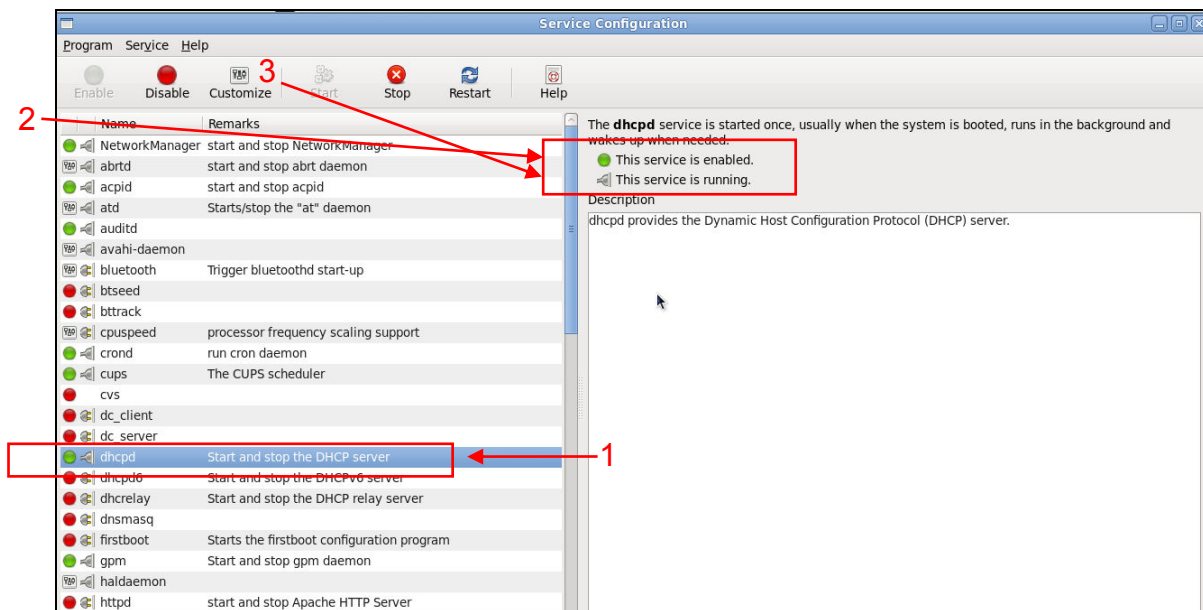 Service Configuration
Program Service Help
Enable Disable Customize Start Stop Restart Help
3
2
Name Remarks
NetworkManager start and stop NetworkManager
abrtd start and stop abrt daemon
acpid start and stop acpid
atd Starts/stop the "at" daemon
auditd
avahi-daemon
bluetooth Trigger bluetoothd start-up
btseed
bttrack
cpuspeed processor frequency scaling support
crond run cron daemon
cups The CUPS scheduler
cvs
dc_client
dc_server
dhcpd Start and stop the DHCP server
1
dhcpd6 Start and stop the DHCPv6 server
dhcrelay Start and stop the DHCP relay server
dnsmasq
firstboot Starts the firstboot configuration program
gpm Start and stop gpm daemon
haldaemon
httpd start and stop Apache HTTP Server
The dhcpd service is started once, usually when the system is booted, runs in the background and
wakes up when needed.
This service is enabled.
This service is running.
Description
dhcpd provides the Dynamic Host Configuration Protocol (DHCP) server.